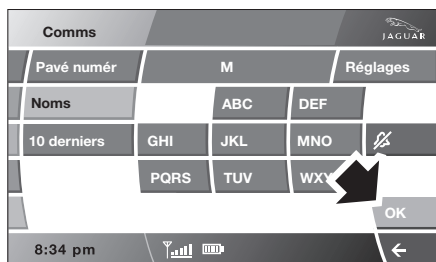 Comms JAGUAR
Pavé numér M Réglages
Noms ABC DEF
10 derniers GHI JKL MNO
PQRS TUV WXY
OK
8:34 pm